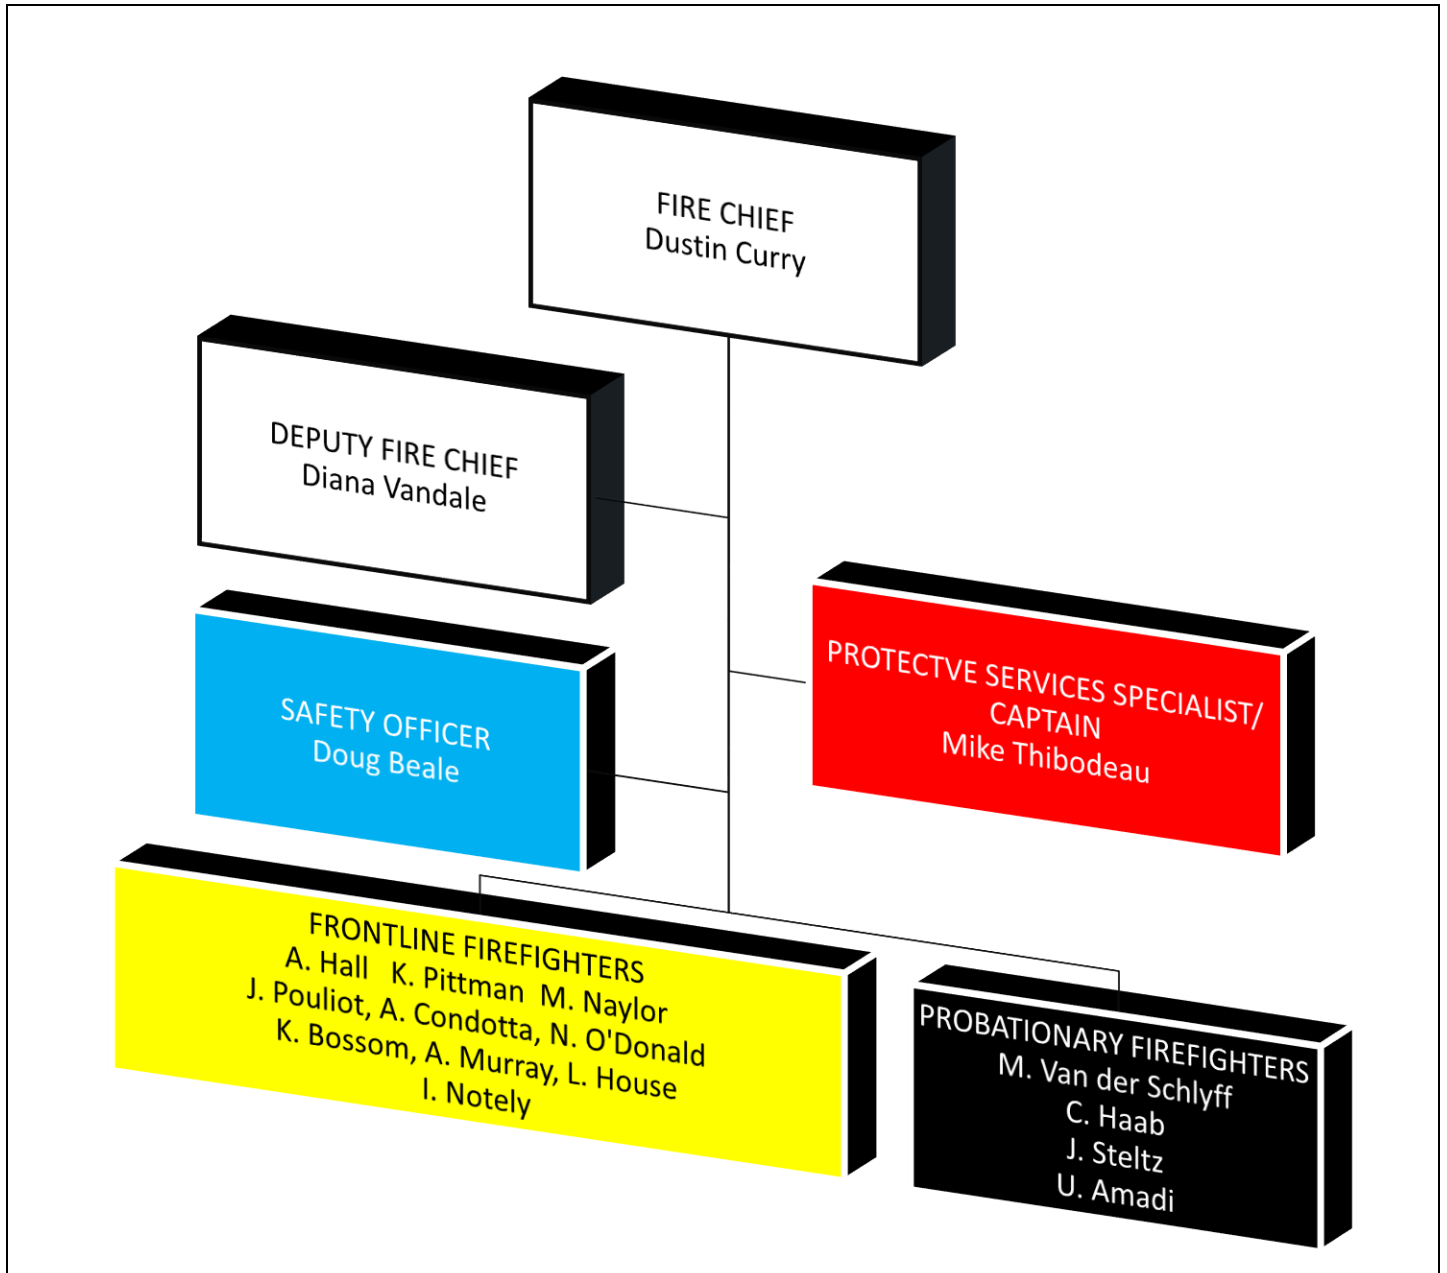 FIRE CHIEF
Dustin Curry
DEPUTY FIRE CHIEF
Diana Vandale
SAFETY OFFICER
Doug Beale
PROTECTVE SERVICES SPECIALIST/
CAPTAIN
Mike Thibodeau
FRONTLINE FIREFIGHTERS
A. Hall K. Pittman M. Naylor
J. Pouliot, A. Condotta, N. O'Donald
K. Bossom, A. Murray, L. House
I. Notely
PROBATIONARY FIREFIGHTERS
M. Van der Schlyff
C. Haab
J. Steltz
U. Amadi